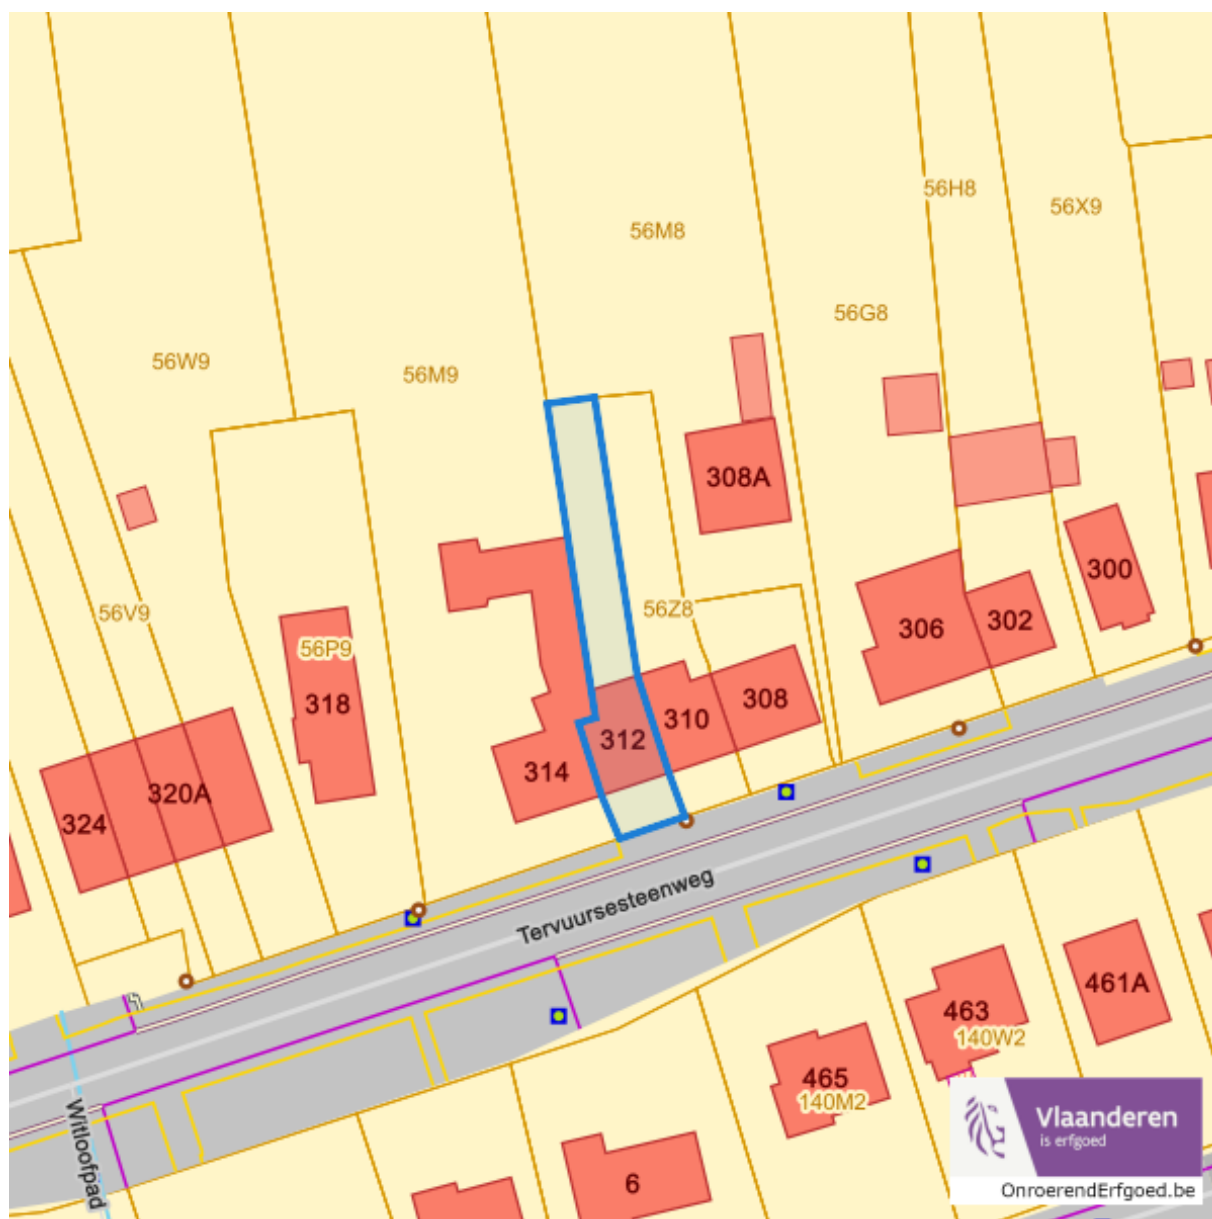 56H8
56X9
56M8
56G8
56W9
56M9
308A
300
56Z8
56V9
302
306
56P9
308
318
310
312
314
320A
324
Tervuursesteenweg
461A
463
140W2
465
140M2
Witloofpad
6
Vlaanderen
is erfgoed
OnroerendErfgoed.be